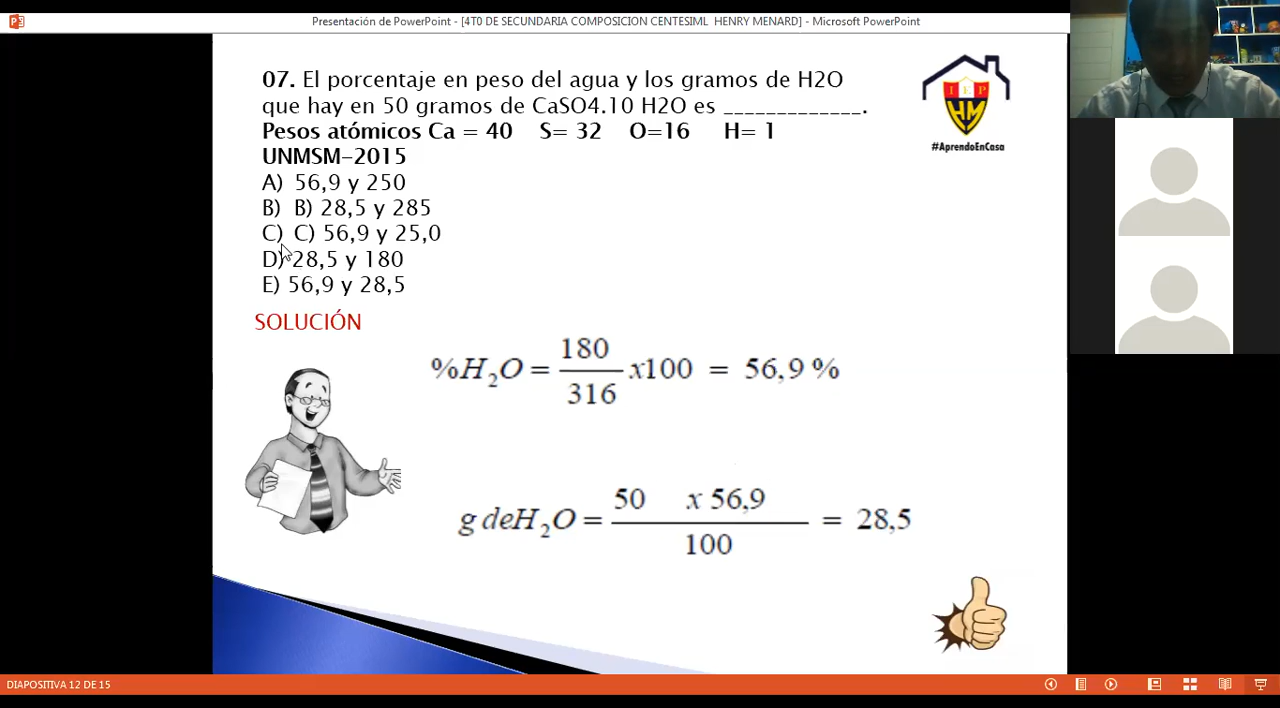 Presentación de PowerPoint - [4T0 DE SECUNDARIA COMPOSICION CENTESIML HENRY MENARD] - Microsoft PowerPoint
07. El porcentaje en peso del agua y los gramos de H2O
que hay en 50 gramos de CaSO4.10 H2O es _____________.
Pesos atómicos Ca = 40 S= 32 O=16 H= 1
UNMSM-2015
A) 56,9 y 250
B) B) 28,5 y 285
C) C) 56,9 y 25,0
D) 28,5 y 180
E) 56,9 y 28,5
I E P
HM
#AprendoEnCasa
SOLUCIÓN
%H₂O = 180/316 x100 = 56,9 %
g deH₂O = 50 x 56,9/100 = 28,5
DIAPOSITIVA 12 DE 15